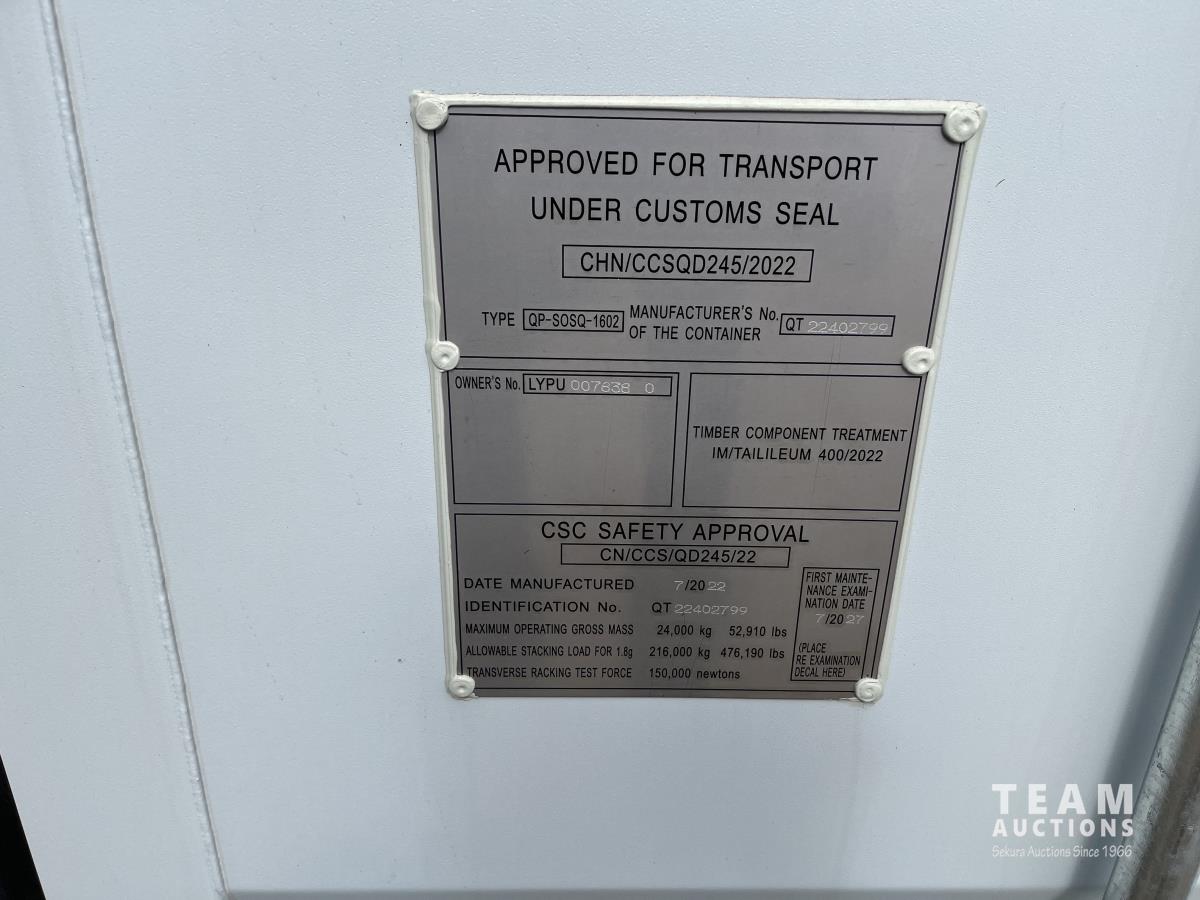 APPROVED FOR TRANSPORT
UNDER CUSTOMS SEAL
CHN/CCSQD245/2022
TYPE QP-SOSQ-1602 MANUFACTURER'S No. OF THE CONTAINER QT 22402799
OWNER'S No. LYPU 007838 0
TIMBER COMPONENT TREATMENT
IM/TAILILEUM 400/2022
CSC SAFETY APPROVAL
CN/CCS/QD245/22
DATE MANUFACTURED 7/2022
IDENTIFICATION No. QT 22402799
MAXIMUM OPERATING GROSS MASS 24,000 kg 52,910 lbs
ALLOWABLE STACKING LOAD FOR 1.8g 216,000 kg 476,190 lbs
TRANSVERSE RACKING TEST FORCE 150,000 newtons
FIRST MAINTE-
NANCE EXAMI-
NATION DATE
7/2027
(PLACE
RE EXAMINATION
DECAL HERE)
TEAM
AUCTIONS
Sekura Auctions Since 1966